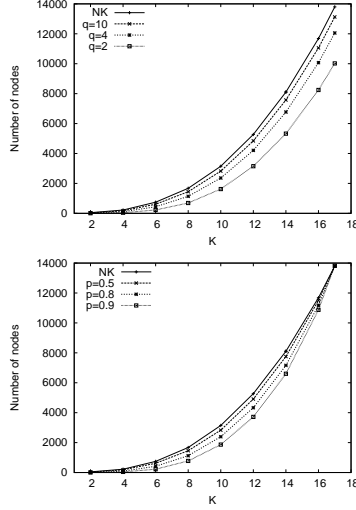 14000
12000
10000
8000
6000
4000
2000
0
Number of nodes
NK
q=10
q=4
q=2
2 4 6 8 10 12 14 16 18
K
14000
12000
10000
8000
6000
4000
2000
0
Number of nodes
NK
p=0.5
p=0.8
p=0.9
2 4 6 8 10 12 14 16 18
K